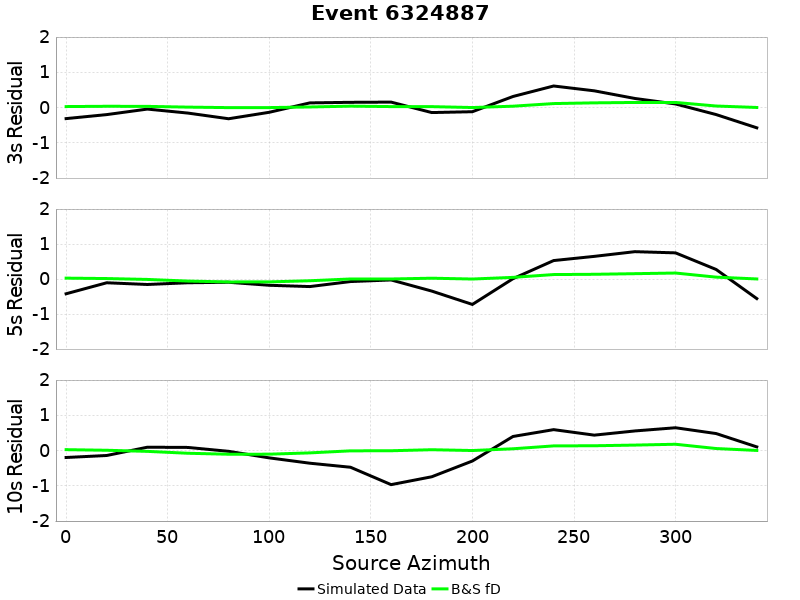 Event 6324887
3s Residual
2
1
0
-1
-2
5s Residual
2
1
0
-1
-2
10s Residual
2
1
0
-1
-2
0 50 100 150 200 250 300
Source Azimuth
Simulated Data B&S fD